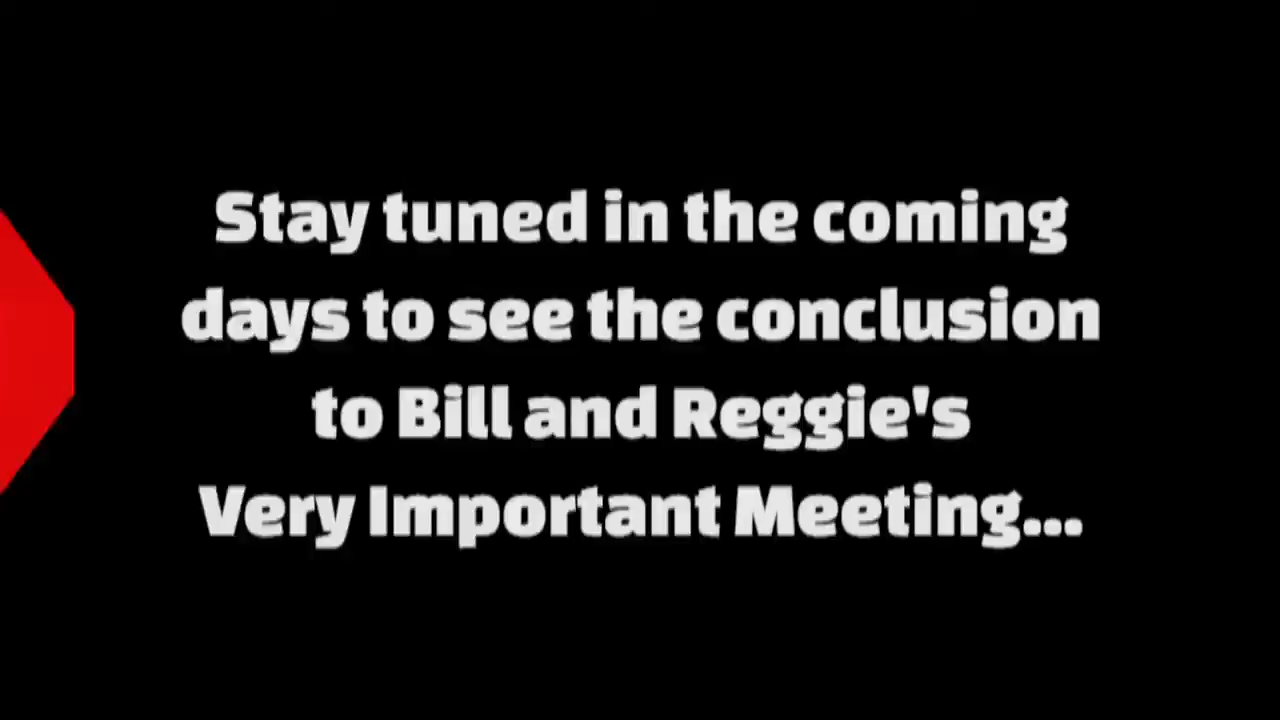 Stay tuned in the coming
days to see the conclusion
to Bill and Reggie's
Very Important Meeting...